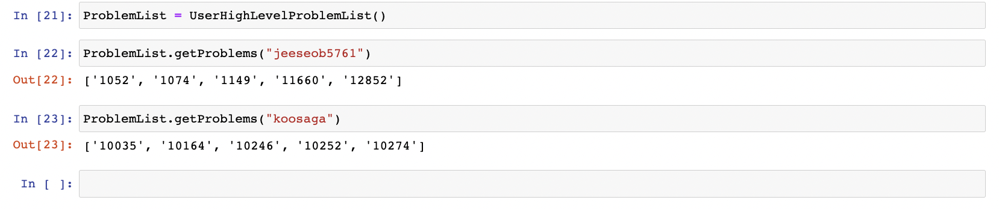 In [21]: ProblemList = UserHighLevelProblemList()
In [22]: ProblemList.getProblems("jeeseob5761")
Out[22]: ['1052', '1074', '1149', '11660', '12852']
In [23]: ProblemList.getProblems("koosaga")
Out[23]: ['10035', '10164', '10246', '10252', '10274']
In [ ]: